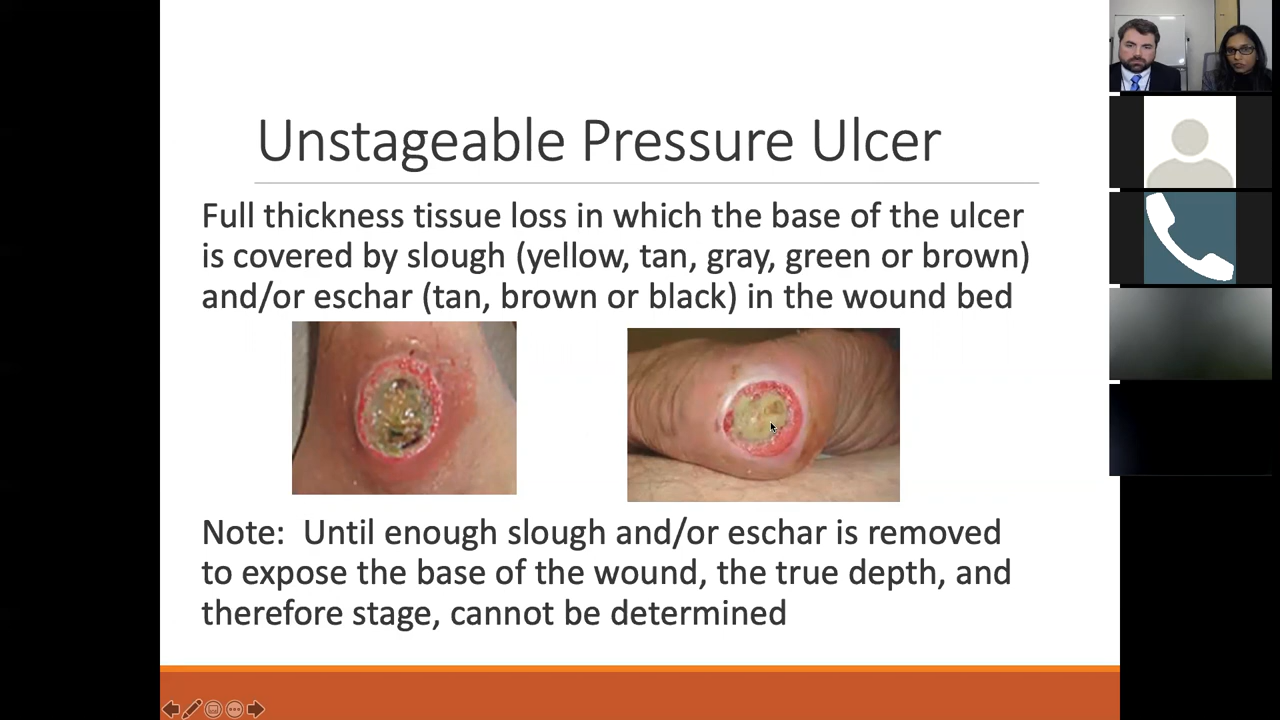 Unstageable Pressure Ulcer
Full thickness tissue loss in which the base of the ulcer
is covered by slough (yellow, tan, gray, green or brown)
and/or eschar (tan, brown or black) in the wound bed
Note:  Until enough slough and/or eschar is removed
to expose the base of the wound, the true depth, and
therefore stage, cannot be determined